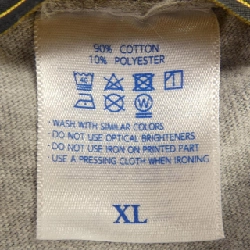 90% COTTON
10% POLYESTER
WASH WITH SIMILAR COLORS
·DO NOT USE OPTICAL BRIGHTENERS
·DO NOT USE IRON ON PRINTED PART
USE A PRESSING CLOTH WHEN IRONING
XL